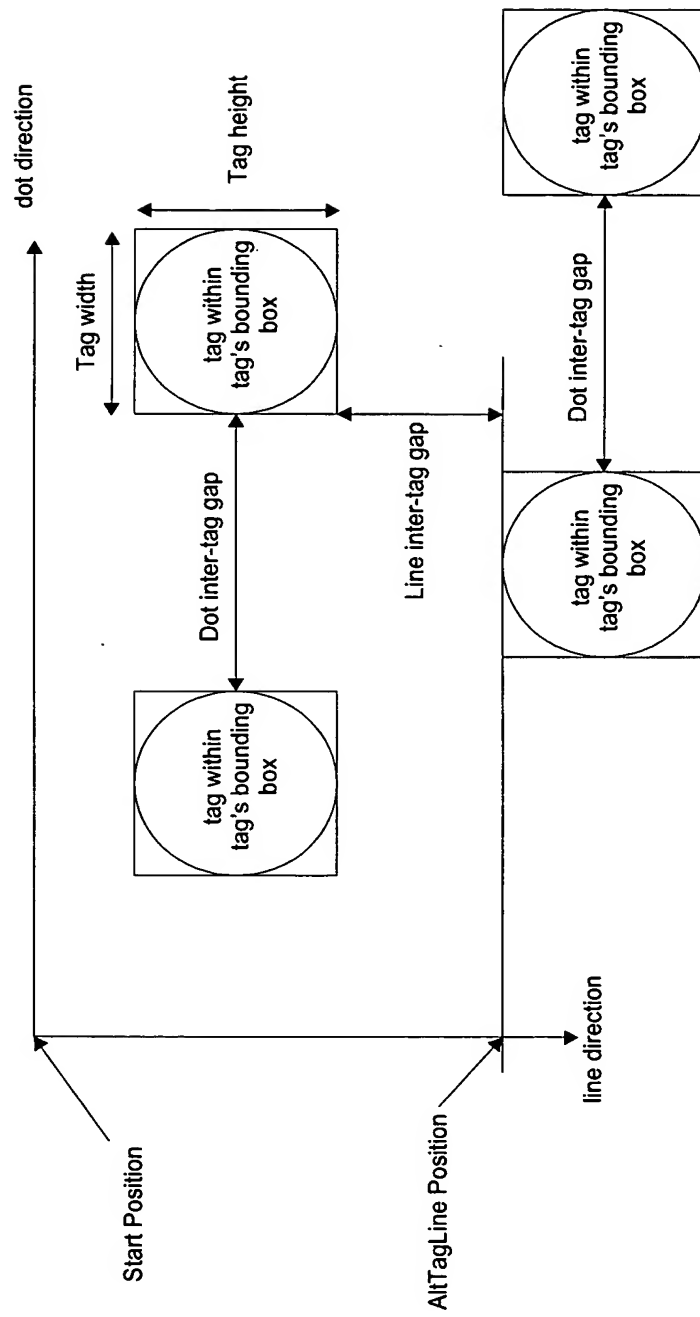 dot direction
Tag width
Tag height
tag within
tag's bounding
box
Dot inter-tag gap
tag within
tag's bounding
box
Line inter-tag gap
Start Position
AltTagLine Position
line direction
tag within
tag's bounding
box
Dot inter-tag gap
tag within
tag's bounding
box